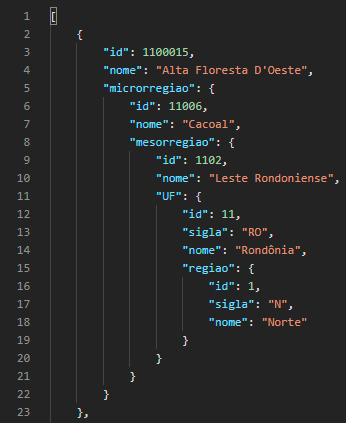 1 [
2 {
3 "id": 1100015,
4 "nome": "Alta Floresta D'Oeste",
5 "microrregiao": {
6 "id": 11006,
7 "nome": "Cacoal",
8 "mesorregiao": {
9 "id": 1102,
10 "nome": "Leste Rondoniense",
11 "UF": {
12 "id": 11,
13 "sigla": "RO",
14 "nome": "Rondônia",
15 "regiao": {
16 "id": 1,
17 "sigla": "N",
18 "nome": "Norte"
19 }
20 }
21 }
22 }
23 },